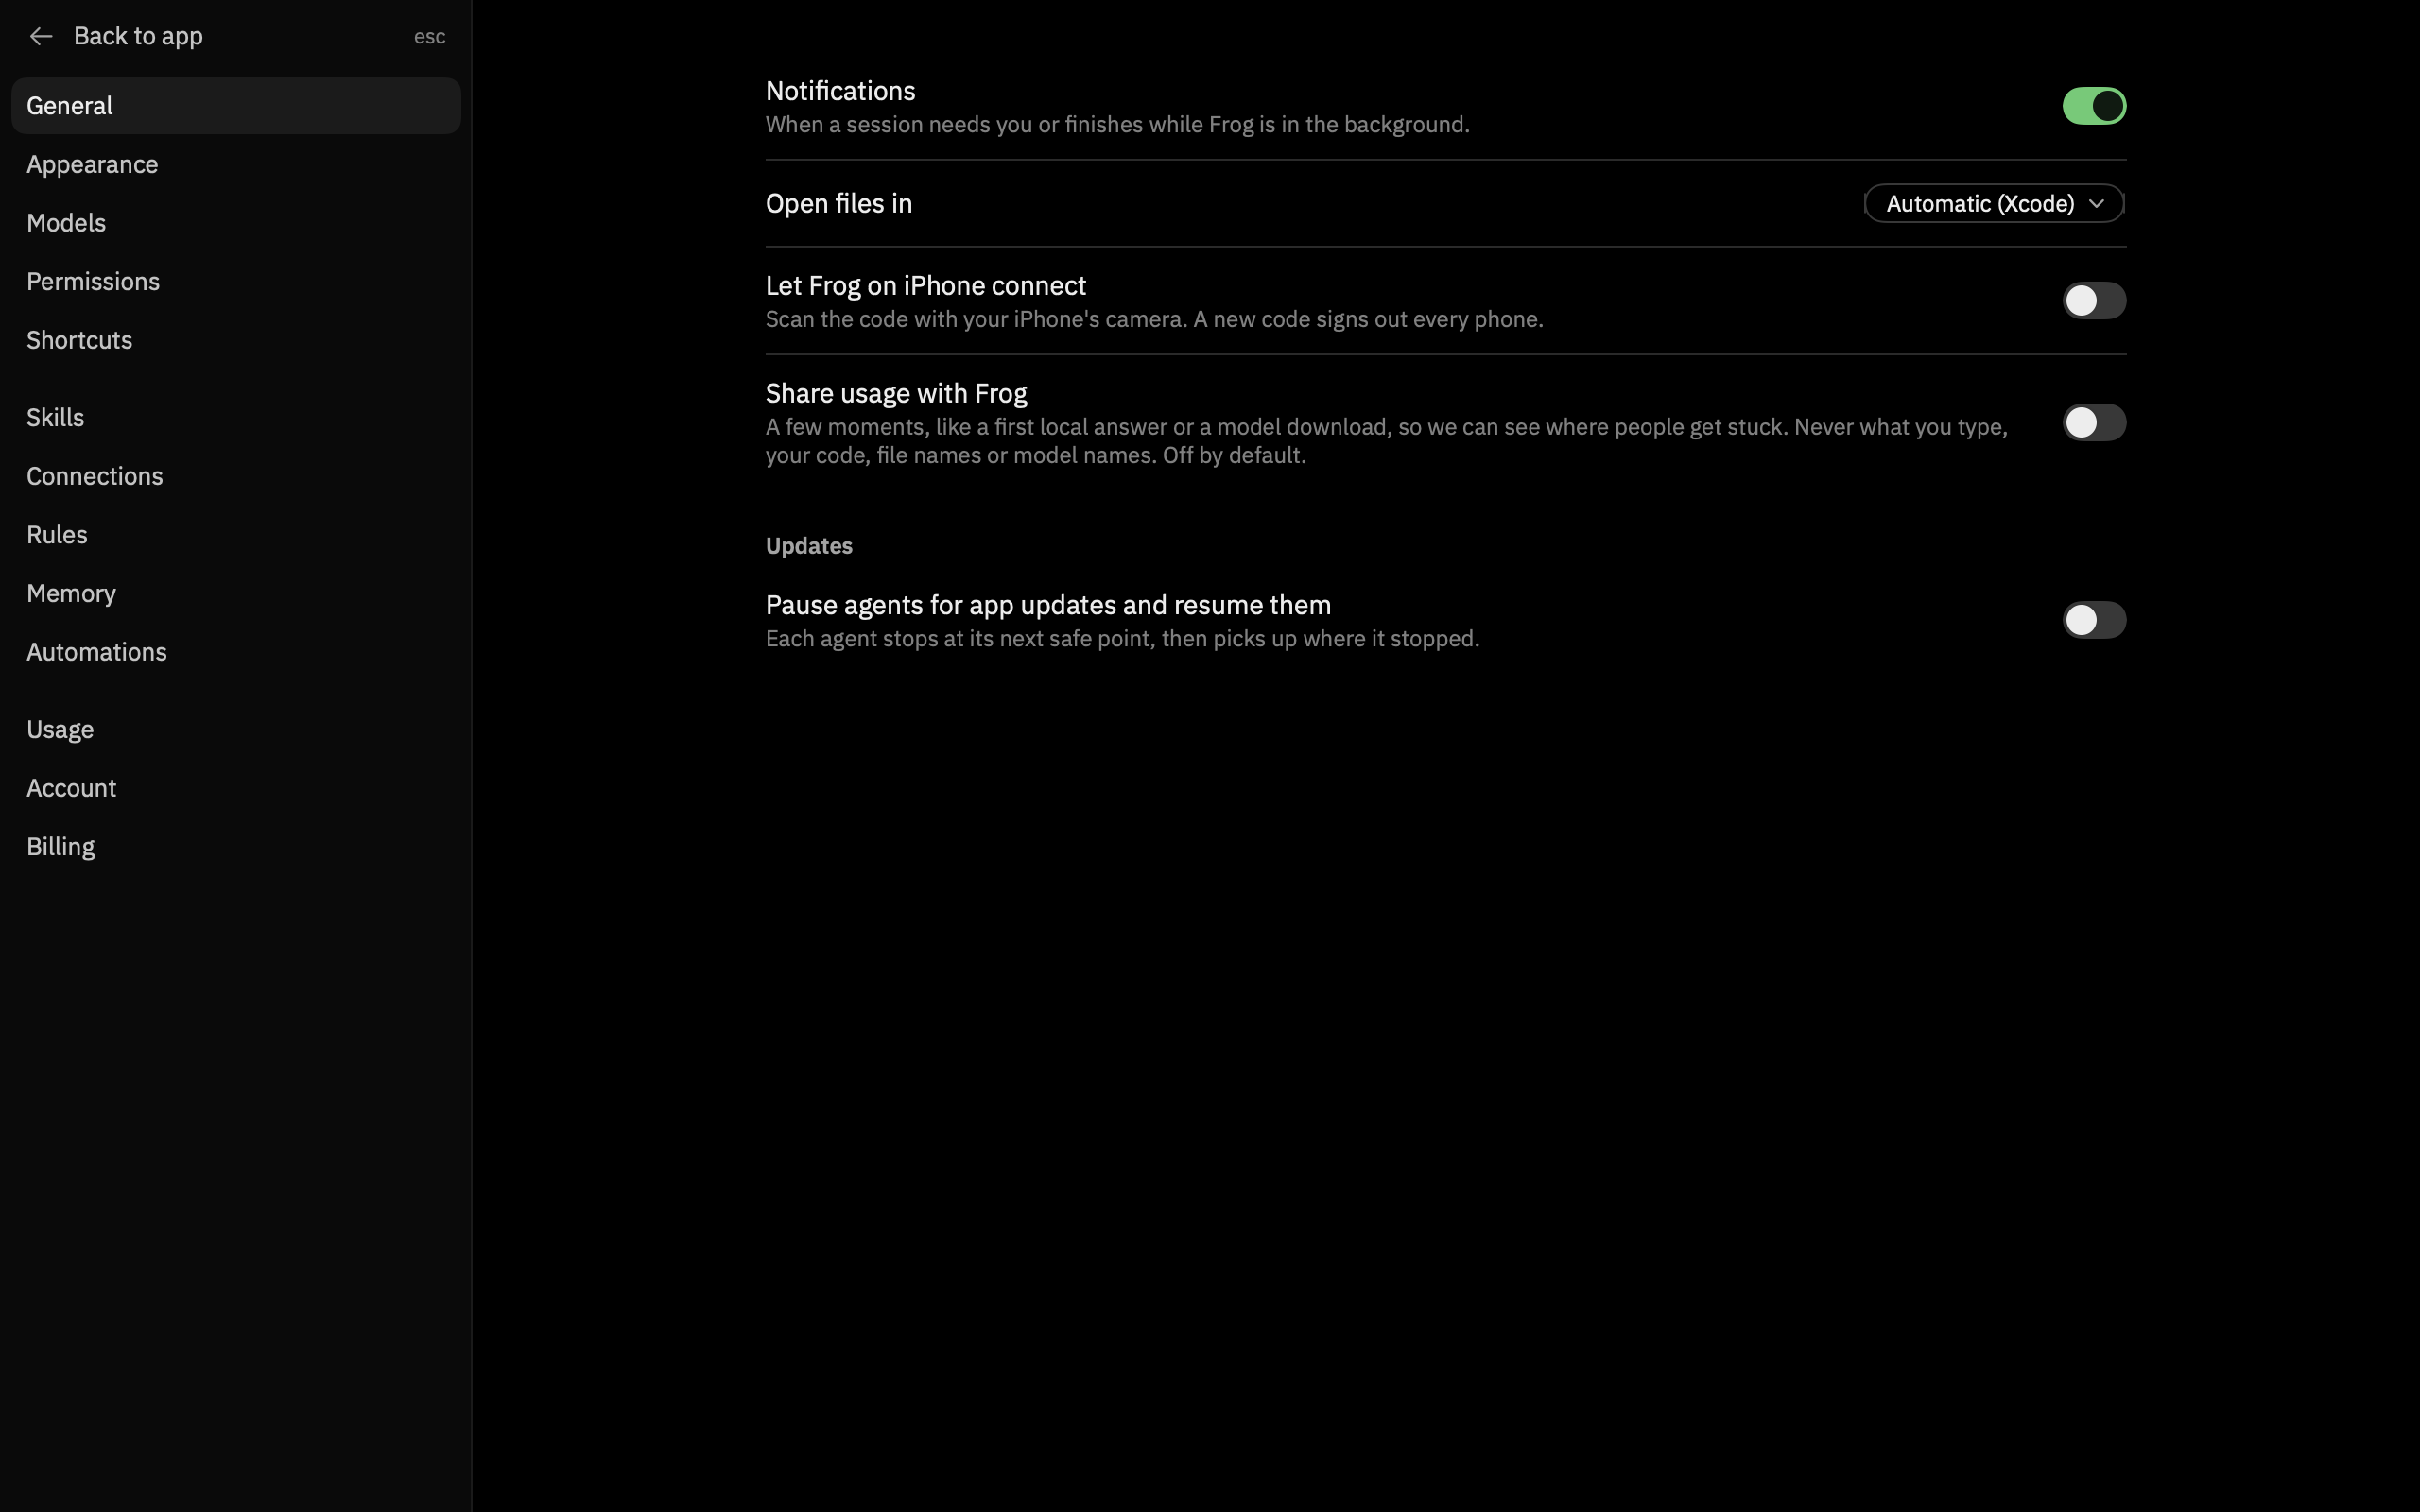 Back to app
esc
General
Appearance
Models
Permissions
Shortcuts
Skills
Connections
Rules
Memory
Automations
Usage
Account
Billing
Notifications
When a session needs you or finishes while Frog is in the background.
Open files in
Automatic (Xcode)
Let Frog on iPhone connect
Scan the code with your iPhone's camera. A new code signs out every phone.
Share usage with Frog
A few moments, like a first local answer or a model download, so we can see where people get stuck. Never what you type,
your code, file names or model names. Off by default.
Updates
Pause agents for app updates and resume them
Each agent stops at its next safe point, then picks up where it stopped.